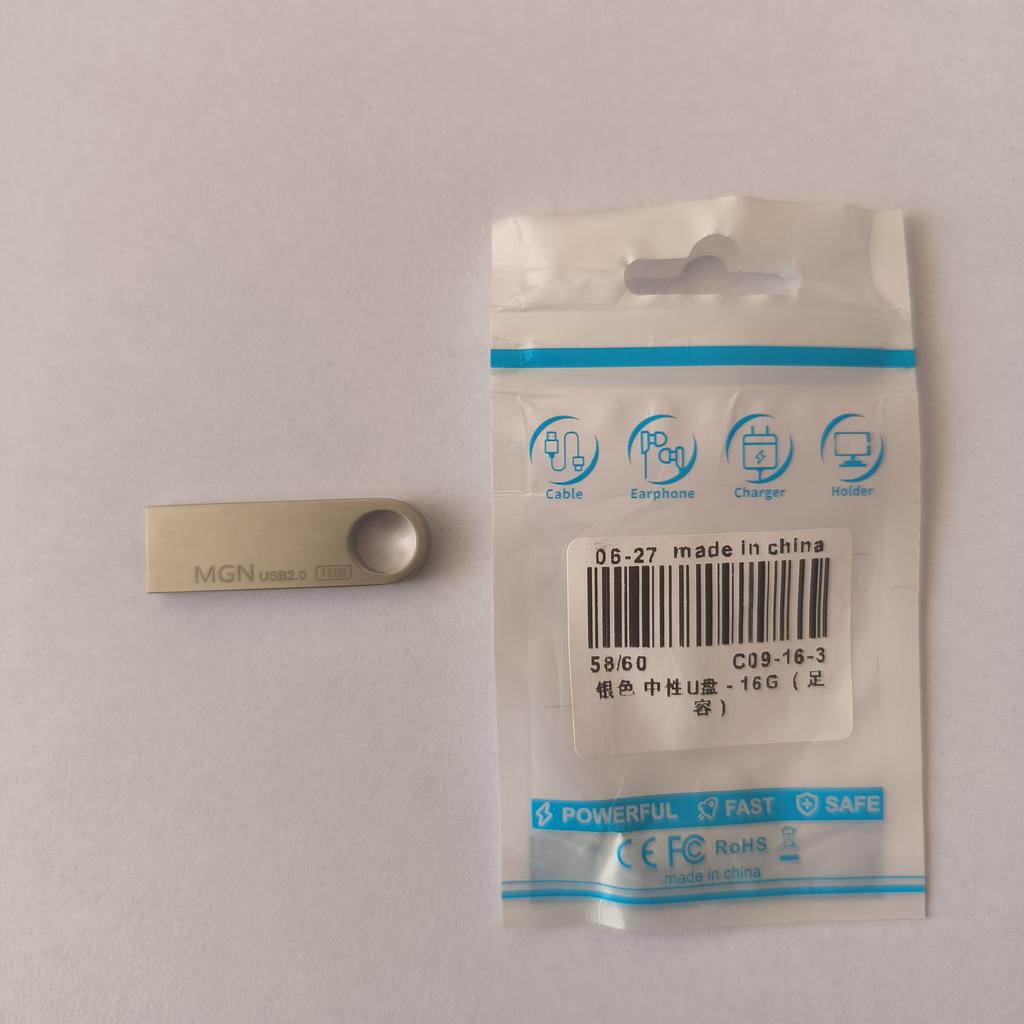 MGN USB2.0 16GB
Cable Earphone Charger Holder
06-27 made in china
58/60 C09-16-3
银色 中性U盘 - 16G (足
容)
POWERFUL FAST SAFE
CE FC RoHS
made in china